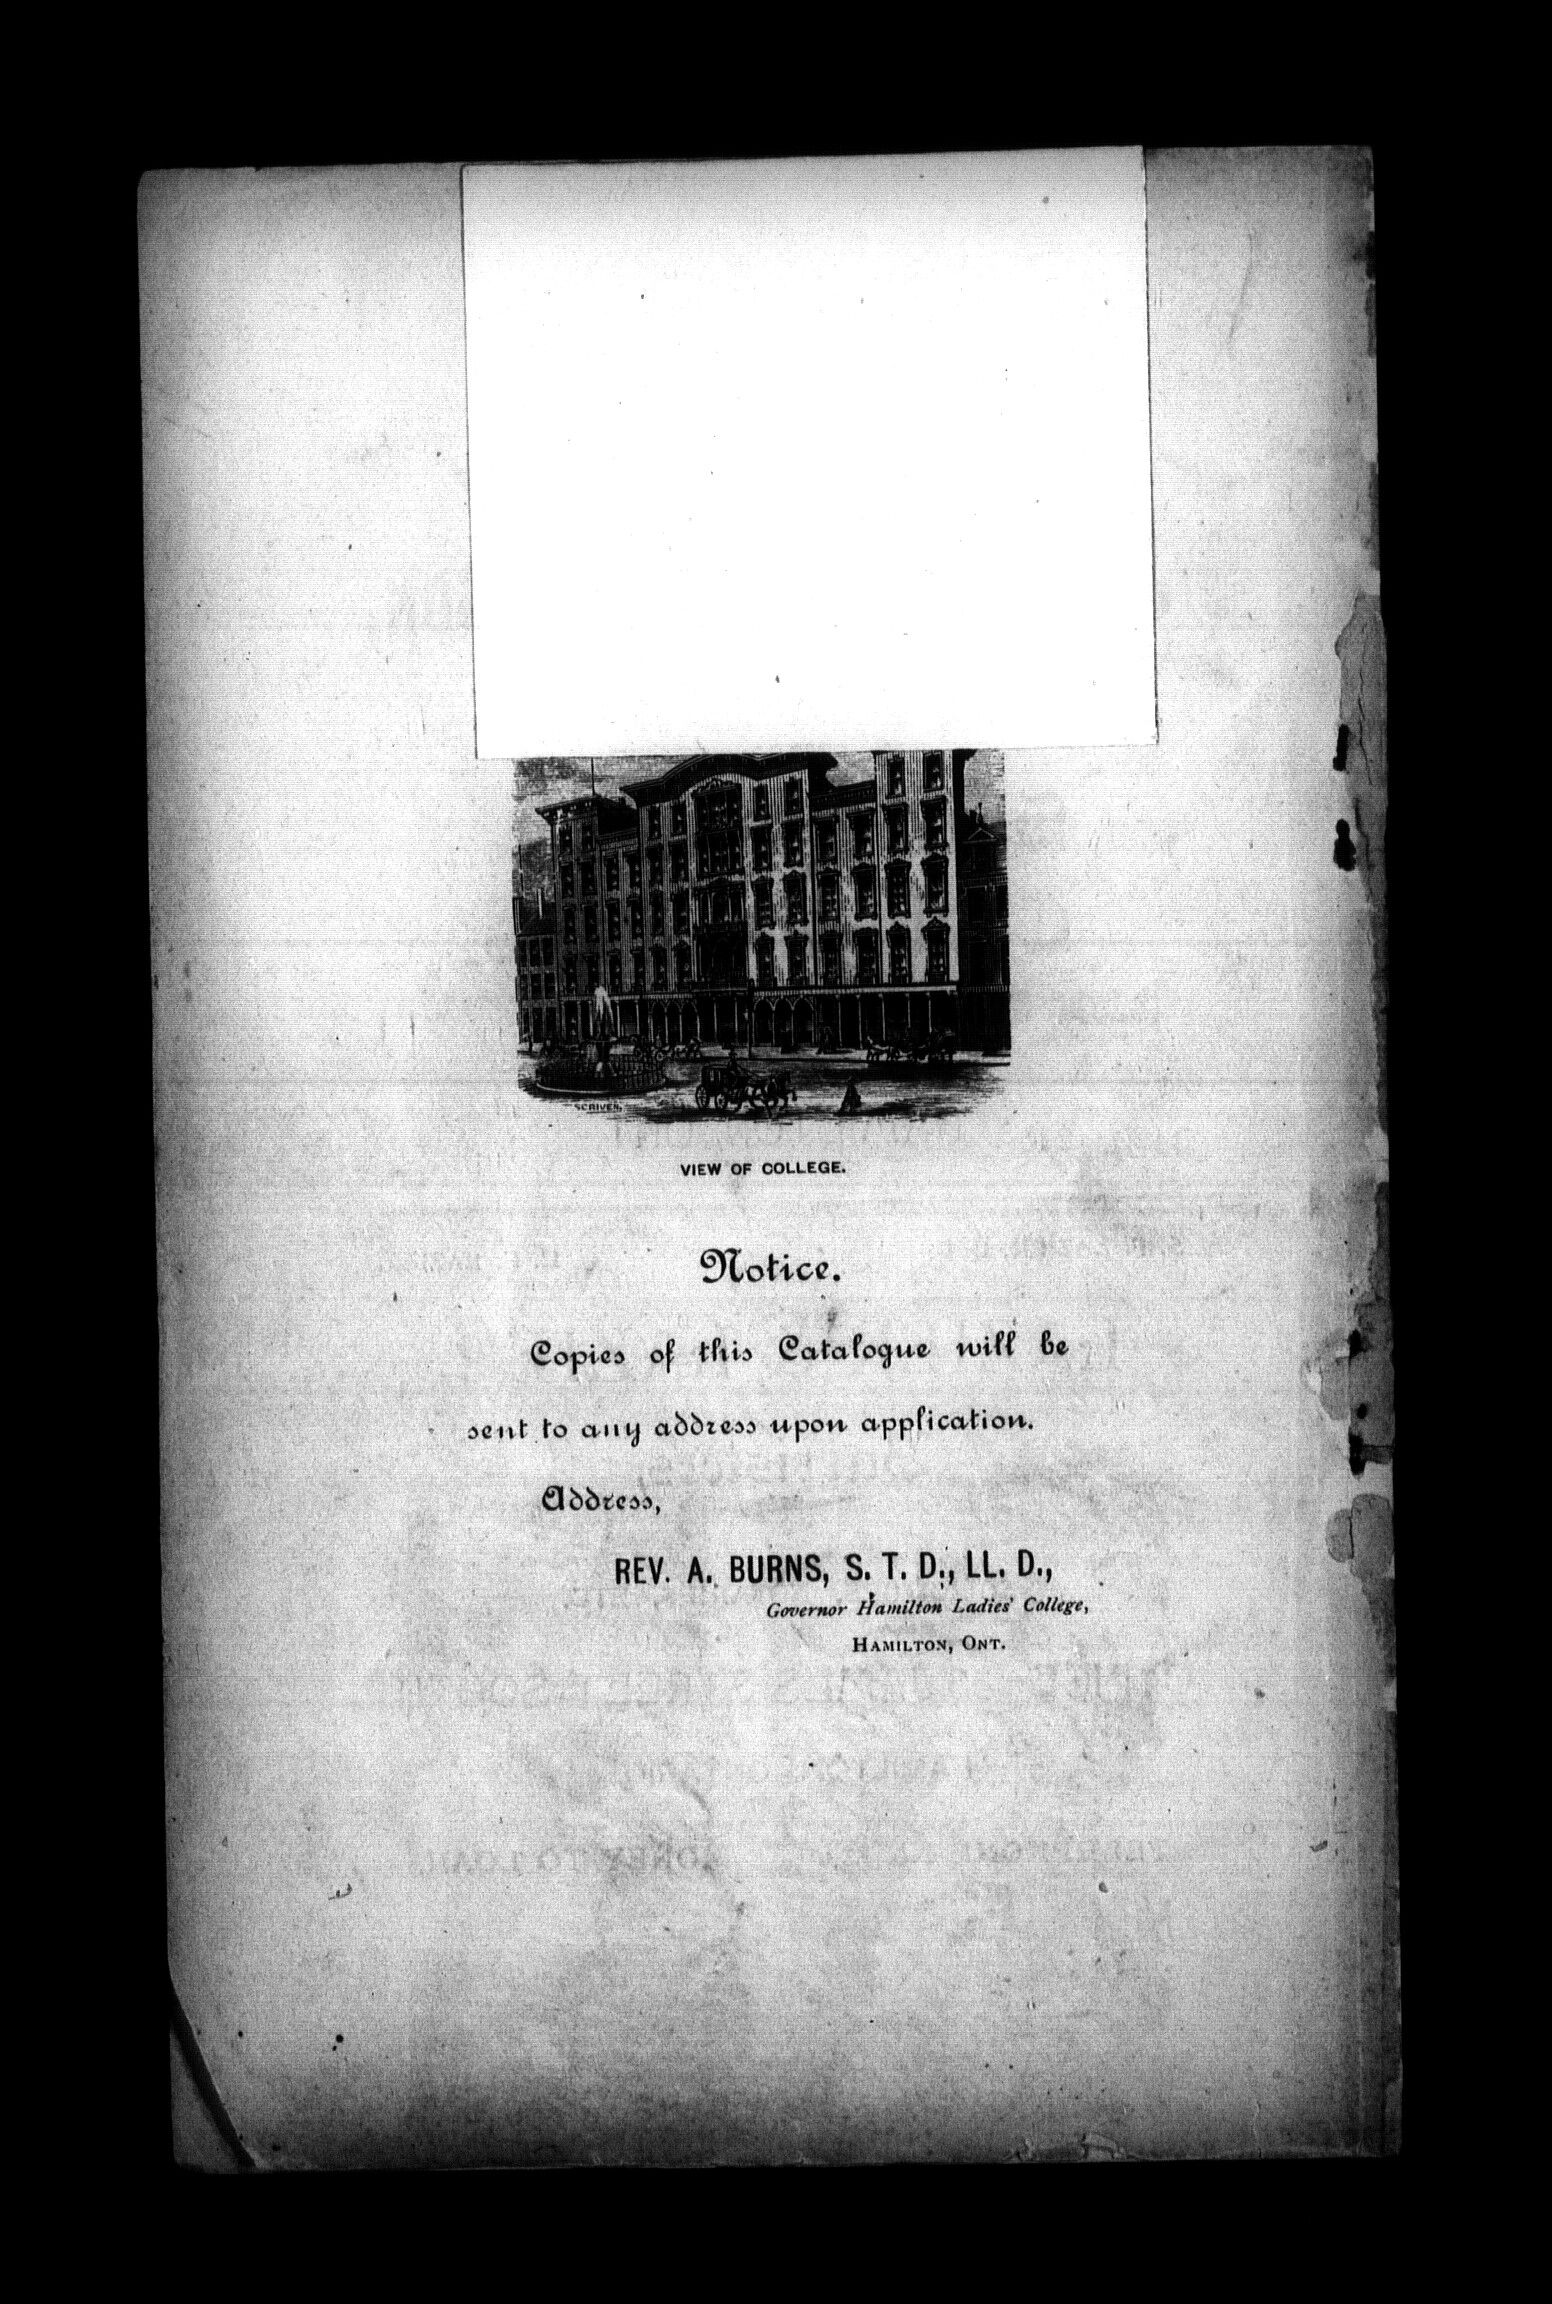 SCRIVER.
VIEW OF COLLEGE.
Notice.
Copies of this Catalogue will be
sent to any address upon application.
Address,
REV. A. BURNS, S. T. D., LL. D.,
Governor Hamilton Ladies' College,
HAMILTON, ONT.